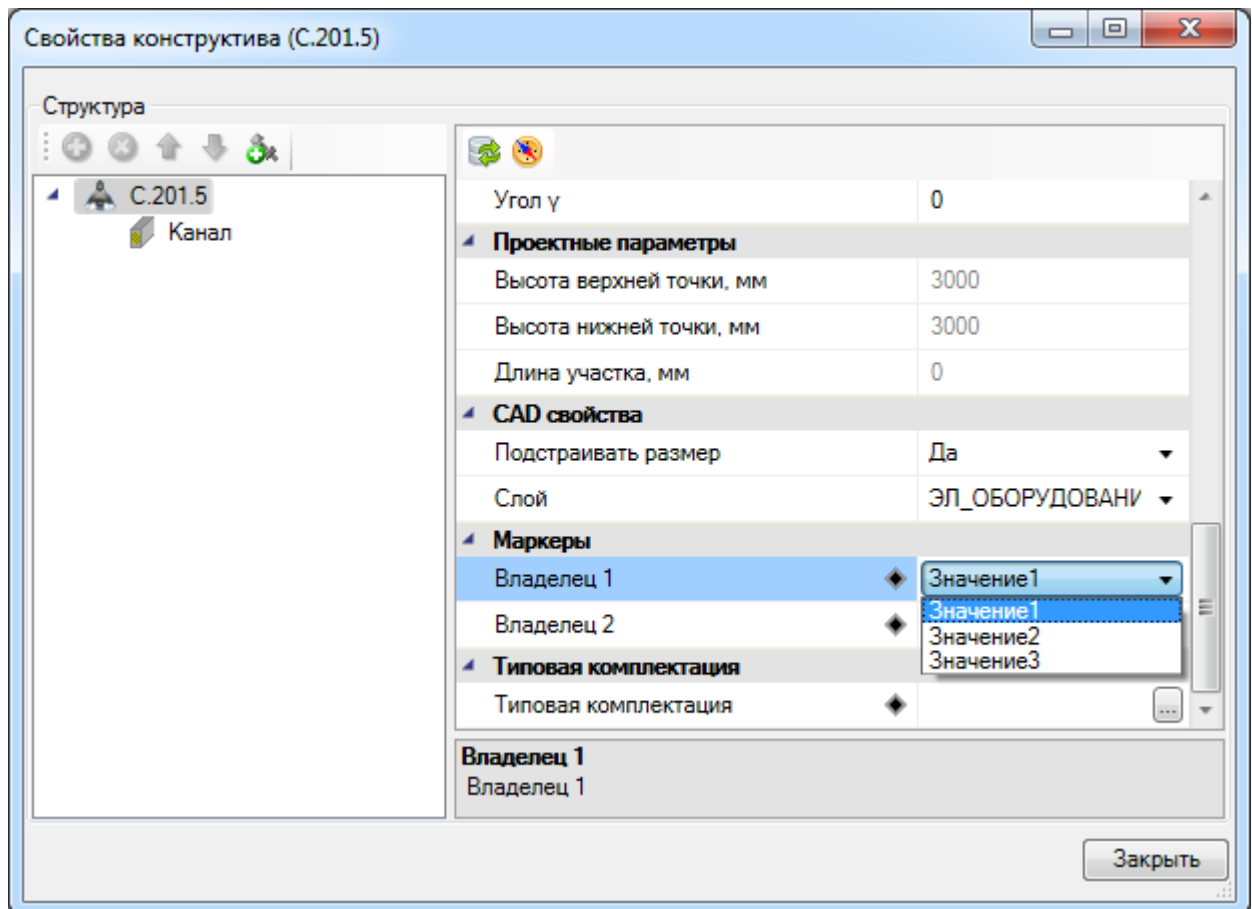 Свойства конструктива (С.201.5)
Структура
С.201.5
Канал
Угол γ 0
Проектные параметры
Высота верхней точки, мм 3000
Высота нижней точки, мм 3000
Длина участка, мм 0
CAD свойства
Подстраивать размер Да
Слой ЭЛ_ОБОРУДОВАНИ
Маркеры
Владелец 1 Значение1
Значение1
Владелец 2 Значение2
Значение3
Типовая комплектация
Типовая комплектация ...
Владелец 1
Владелец 1
Закрыть